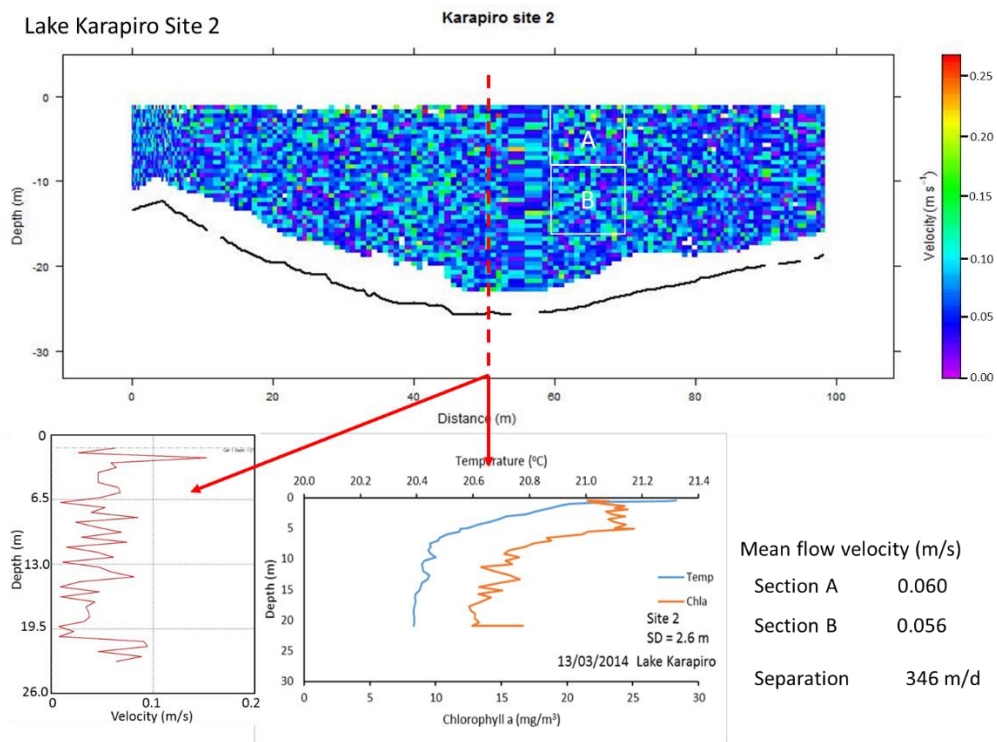 Lake Karapiro Site 2
Karapiro site 2
0
-10
-20
-30
Depth (m)
A
B
0 20 40 60 80 100
Distance (m)
0.25
0.20
0.15
0.10
0.05
0.00
Velocity (m s⁻¹)
0
6.5
13.0
19.5
26.0
Depth (m)
0 0.1 0.2
Velocity (m/s)
Temperature (⁰C)
20.0 20.2 20.4 20.6 20.8 21.0 21.2 21.4
0
5
10
15
20
25
30
Depth (m)
Temp
Chla
Site 2
SD = 2.6 m
13/03/2014 Lake Karapiro
0 5 10 15 20 25 30
Chlorophyll a (mg/m³)
Mean flow velocity (m/s)
Section A 0.060
Section B 0.056
Separation 346 m/d